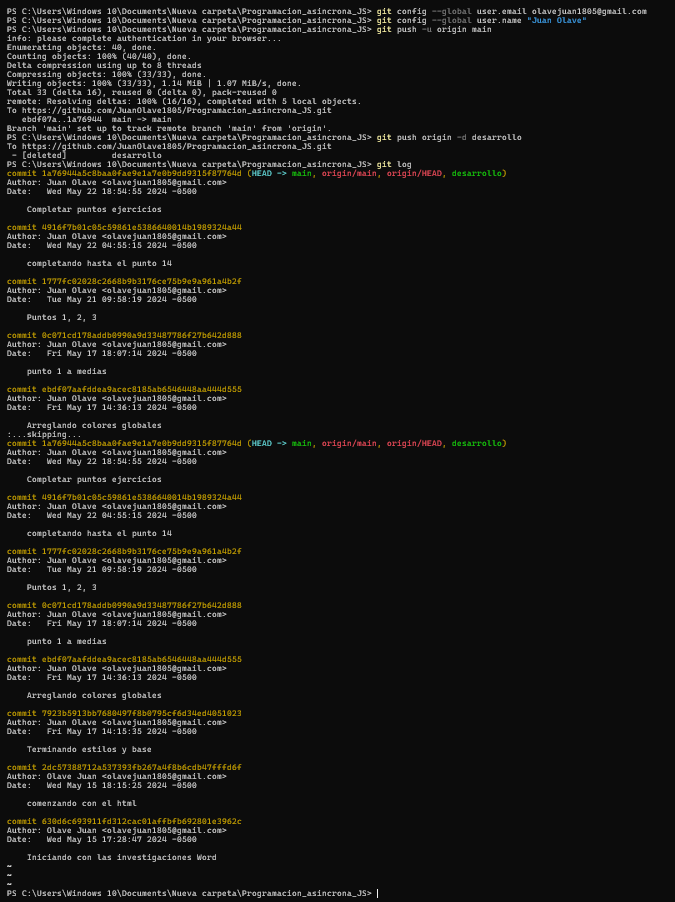 PS C:\Users\Windows 10\Documents\Nueva carpeta\Programacion_asincrona_JS> git config --global user.email olavejuan1805@gmail.com
PS C:\Users\Windows 10\Documents\Nueva carpeta\Programacion_asincrona_JS> git config --global user.name "Juan Olave"
PS C:\Users\Windows 10\Documents\Nueva carpeta\Programacion_asincrona_JS> git push -u origin main
info: please complete authentication in your browser...
Enumerating objects: 40, done.
Counting objects: 100% (40/40), done.
Delta compression using up to 8 threads
Compressing objects: 100% (33/33), done.
Writing objects: 100% (33/33), 1.14 MiB | 1.07 MiB/s, done.
Total 33 (delta 16), reused 0 (delta 0), pack-reused 0
remote: Resolving deltas: 100% (16/16), completed with 5 local objects.
To https://github.com/JuanOlave1805/Programacion_asincrona_JS.git
   ebdf07a..1a76944  main -> main
Branch 'main' set up to track remote branch 'main' from 'origin'.
PS C:\Users\Windows 10\Documents\Nueva carpeta\Programacion_asincrona_JS> git push origin -d desarrollo
To https://github.com/JuanOlave1805/Programacion_asincrona_JS.git
 - [deleted]         desarrollo
PS C:\Users\Windows 10\Documents\Nueva carpeta\Programacion_asincrona_JS> git log
commit 1a76944a5c8baa0fae9e1a7e0b9dd9315f87764d (HEAD -> main, origin/main, origin/HEAD, desarrollo)
Author: Juan Olave <olavejuan1805@gmail.com>
Date:   Wed May 22 18:54:55 2024 -0500
    Completar puntos ejercicios
commit 4916f7b01c05c59861e5386640014b1989324a44
Author: Juan Olave <olavejuan1805@gmail.com>
Date:   Wed May 22 04:55:15 2024 -0500
    completando hasta el punto 14
commit 1777fc02028c2668b9b3176ce75b9e9a961a4b2f
Author: Juan Olave <olavejuan1805@gmail.com>
Date:   Tue May 21 09:58:19 2024 -0500
    Puntos 1, 2, 3
commit 0c071cd178addb0990a9d33487786f27b642d888
Author: Juan Olave <olavejuan1805@gmail.com>
Date:   Fri May 17 18:07:14 2024 -0500
    punto 1 a medias
commit ebdf07aafddea9acec8185ab6546448aa444d555
Author: Juan Olave <olavejuan1805@gmail.com>
Date:   Fri May 17 14:36:13 2024 -0500
    Arreglando colores globales
:...skipping...
commit 1a76944a5c8baa0fae9e1a7e0b9dd9315f87764d (HEAD -> main, origin/main, origin/HEAD, desarrollo)
Author: Juan Olave <olavejuan1805@gmail.com>
Date:   Wed May 22 18:54:55 2024 -0500
    Completar puntos ejercicios
commit 4916f7b01c05c59861e5386640014b1989324a44
Author: Juan Olave <olavejuan1805@gmail.com>
Date:   Wed May 22 04:55:15 2024 -0500
    completando hasta el punto 14
commit 1777fc02028c2668b9b3176ce75b9e9a961a4b2f
Author: Juan Olave <olavejuan1805@gmail.com>
Date:   Tue May 21 09:58:19 2024 -0500
    Puntos 1, 2, 3
commit 0c071cd178addb0990a9d33487786f27b642d888
Author: Juan Olave <olavejuan1805@gmail.com>
Date:   Fri May 17 18:07:14 2024 -0500
    punto 1 a medias
commit ebdf07aafddea9acec8185ab6546448aa444d555
Author: Juan Olave <olavejuan1805@gmail.com>
Date:   Fri May 17 14:36:13 2024 -0500
    Arreglando colores globales
commit 7923b5913bb7680497f8b0795cf6d34ed4051023
Author: Juan Olave <olavejuan1805@gmail.com>
Date:   Fri May 17 14:15:35 2024 -0500
    Terminando estilos y base
commit 2dc57388712a537393fb267a4f8b6cdb47fffd6f
Author: Olave Juan <olavejuan1805@gmail.com>
Date:   Wed May 15 18:15:25 2024 -0500
    comenzando con el html
commit 630d6c693911fd312cac01affbfb692801e3962c
Author: Olave Juan <olavejuan1805@gmail.com>
Date:   Wed May 15 17:28:47 2024 -0500
    Iniciando con las investigaciones Word
~
~
~
PS C:\Users\Windows 10\Documents\Nueva carpeta\Programacion_asincrona_JS>